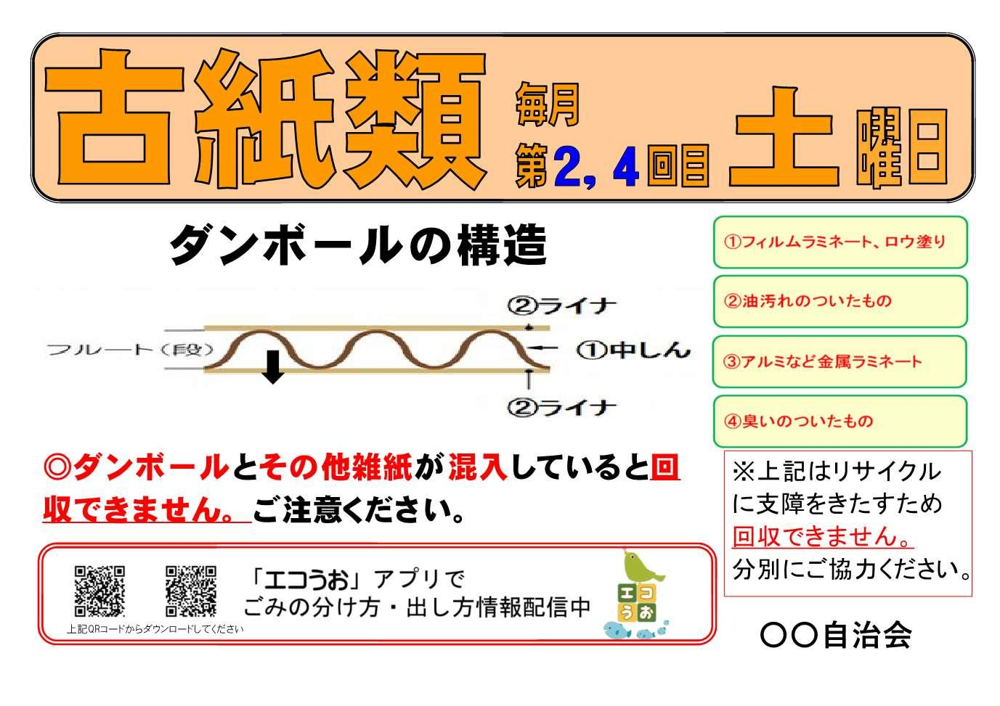 古紙類
毎月
第2，4回目
土曜日
ダンボールの構造
②ライナ
フルート（段）
①中しん
②ライナ
①フィルムラミネート、ロウ塗り
②油汚れのついたもの
③アルミなど金属ラミネート
④臭いのついたもの
※上記はリサイクル
に支障をきたすため
回収できません。
分別にご協力ください。
◎ダンボールとその他雑紙が混入していると回
収できません。ご注意ください。
「エコうお」アプリで
ごみの分け方・出し方情報配信中
上記QRコードからダウンロードしてください
エコ
うお
〇〇自治会